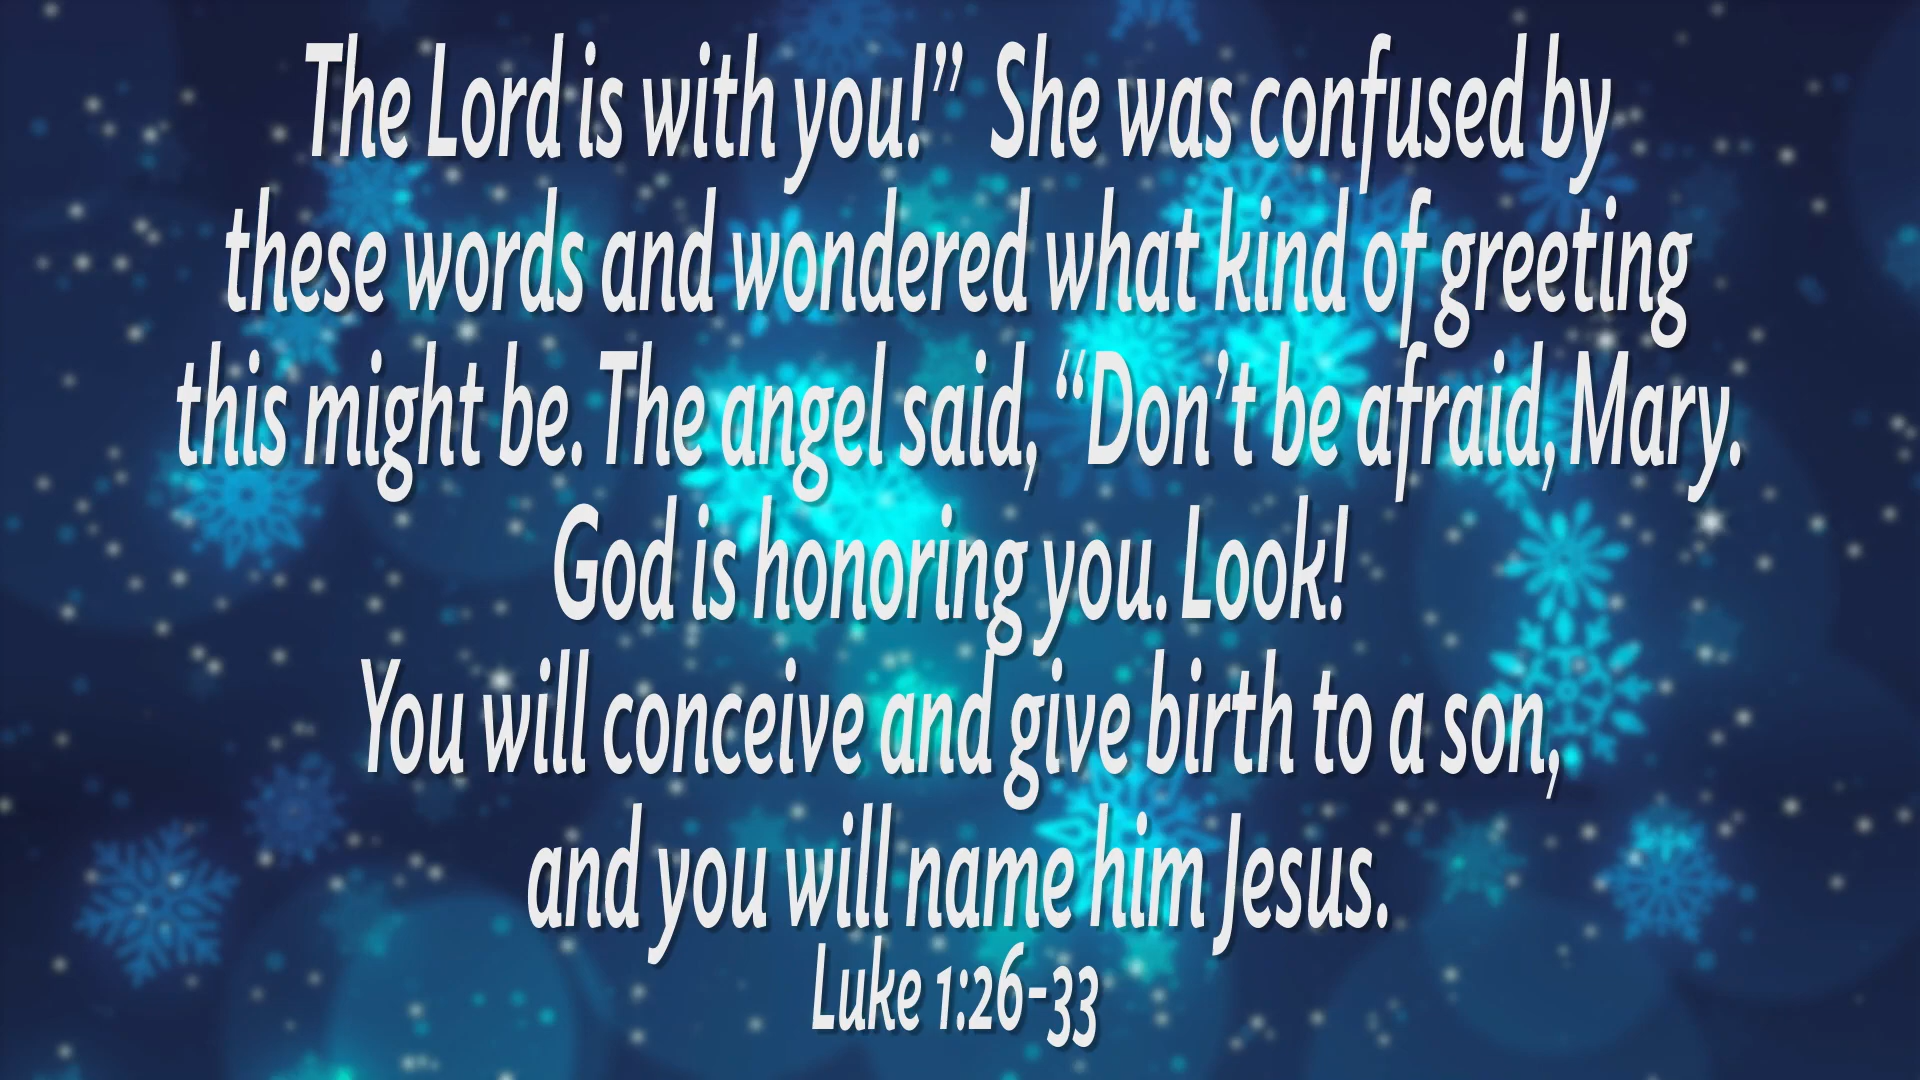 The Lord is with you!”  She was confused by
these words and wondered what kind of greeting
this might be. The angel said, “Don’t be afraid, Mary.
God is honoring you. Look!
You will conceive and give birth to a son,
and you will name him Jesus.
Luke 1:26-33